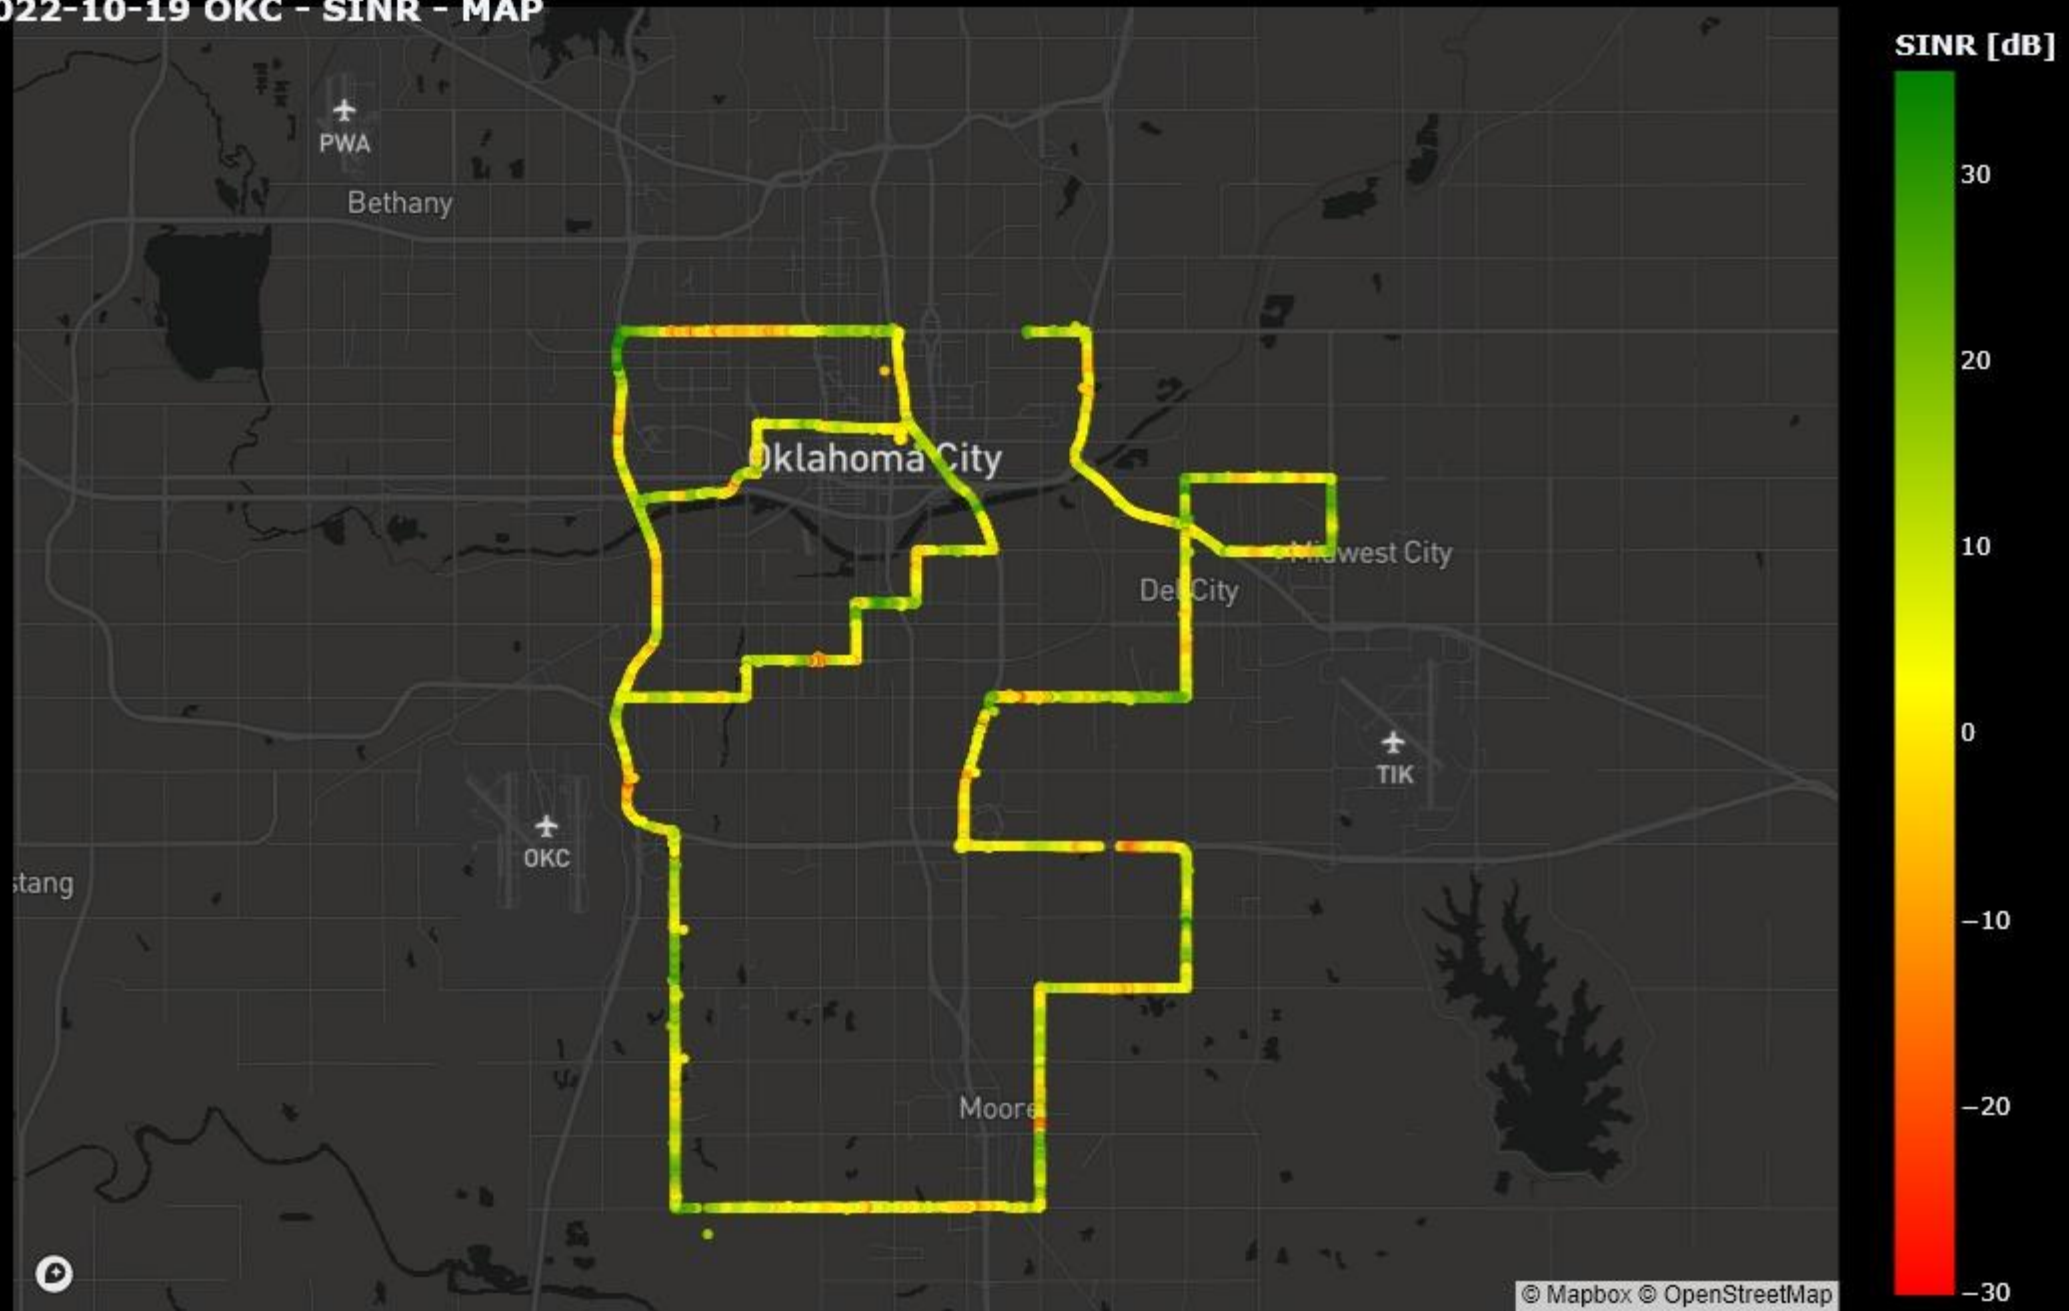 022-10-19 OKC - SINR - MAP
SINR [dB]
30
PWA
Bethany
20
Oklahoma City
10
Midwest City
Del City
0
TIK
OKC
stang
−10
Moore
−20
−30
© Mapbox © OpenStreetMap